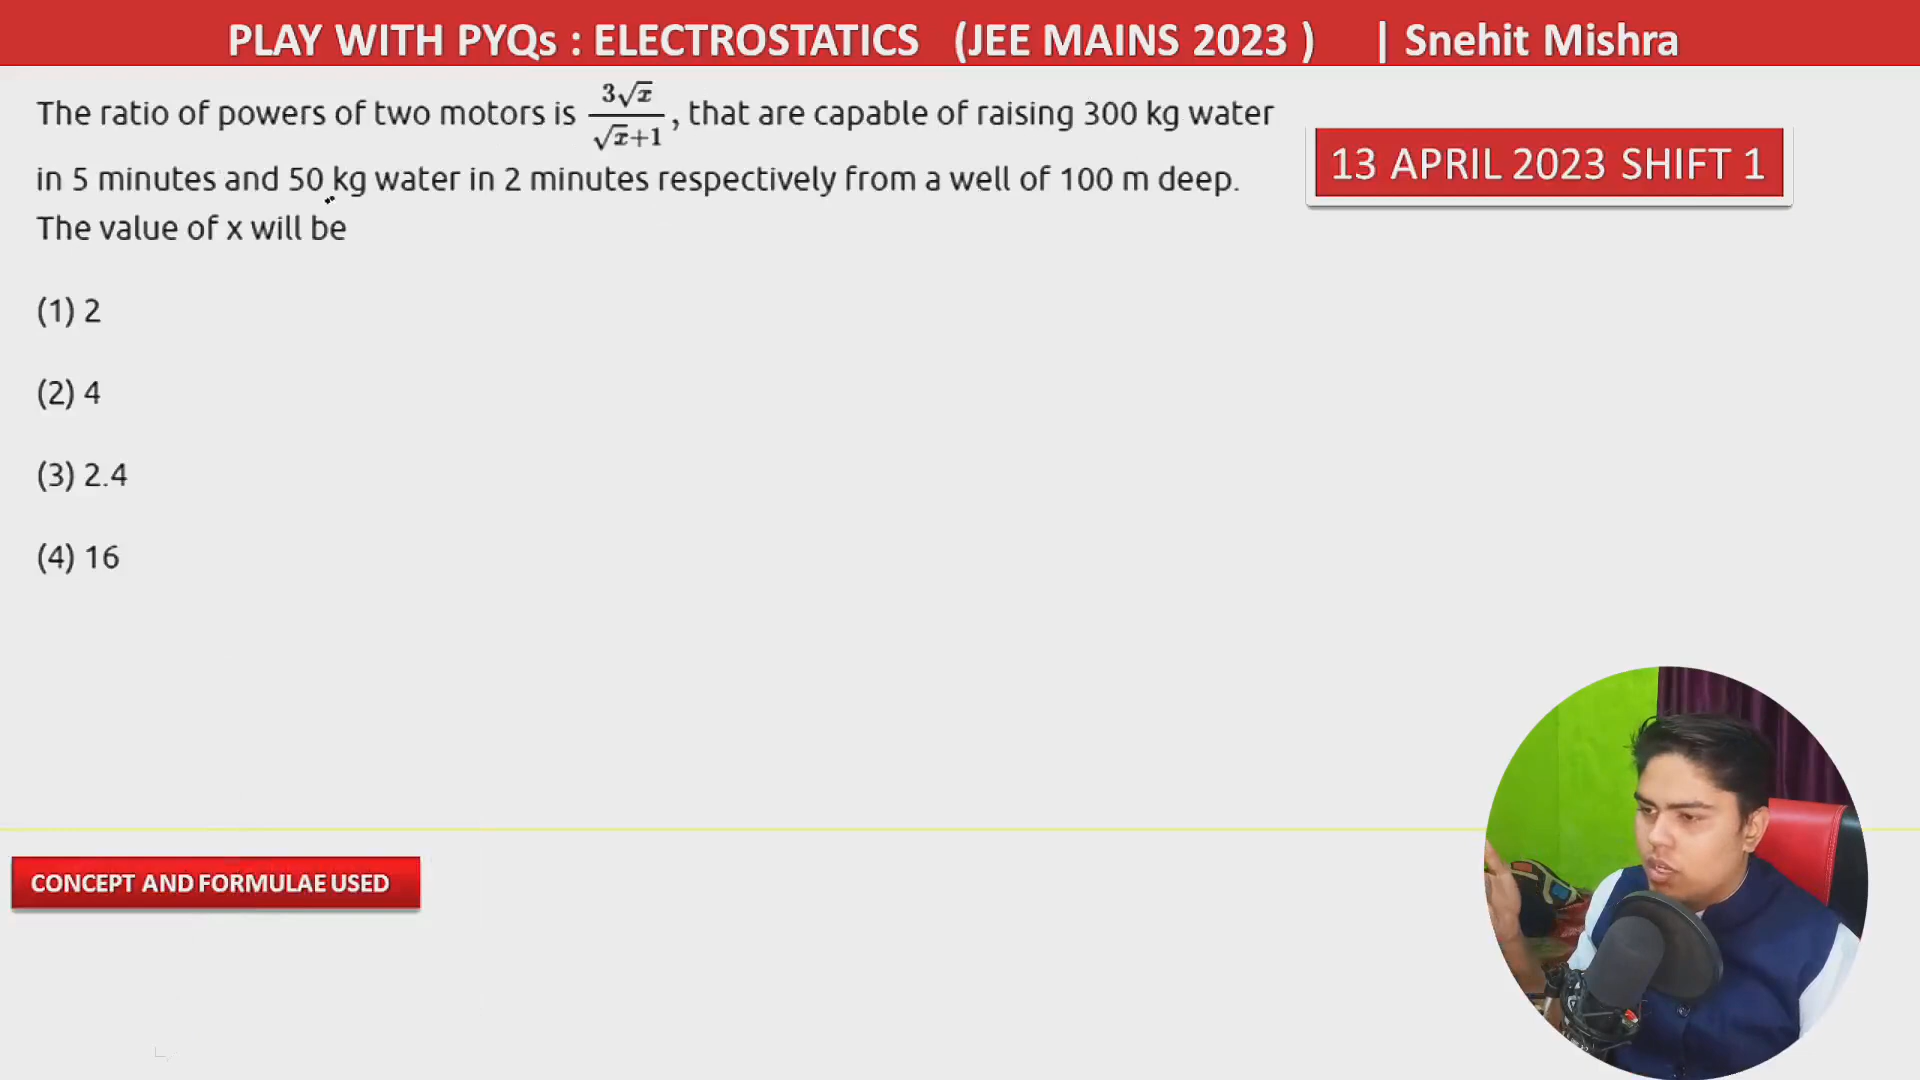 PLAY WITH PYQs : ELECTROSTATICS (JEE MAINS 2023 ) | Snehit Mishra
The ratio of powers of two motors is \frac{3\sqrt{x}}{\sqrt{x}+1}, that are capable of raising 300 kg water
in 5 minutes and 50 kg water in 2 minutes respectively from a well of 100 m deep.
The value of x will be
13 APRIL 2023 SHIFT 1
(1) 2
(2) 4
(3) 2.4
(4) 16
CONCEPT AND FORMULAE USED